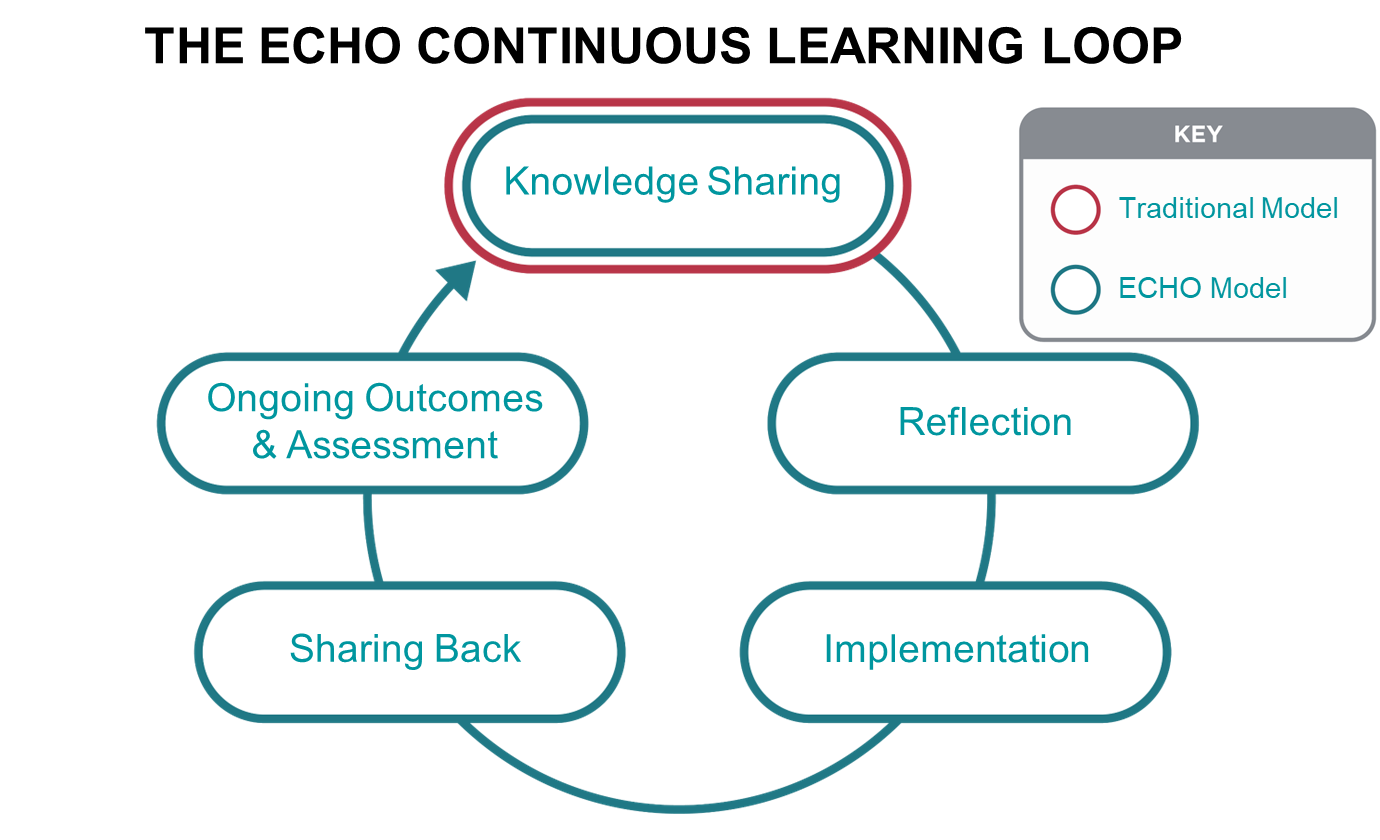 THE ECHO CONTINUOUS LEARNING LOOP
Knowledge Sharing
KEY
Traditional Model
ECHO Model
Ongoing Outcomes
& Assessment
Reflection
Sharing Back
Implementation